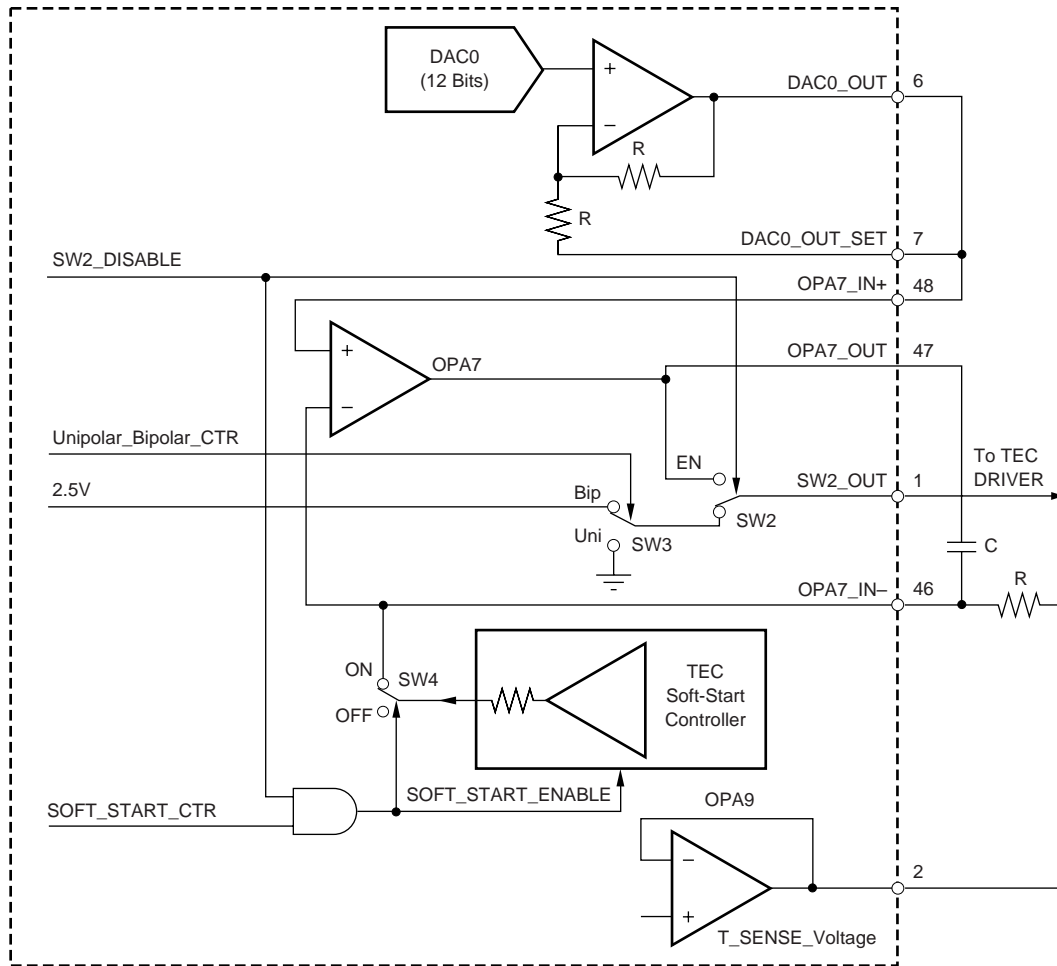 DAC0
(12 Bits)
+
−
R
R
DAC0_OUT
6
DAC0_OUT_SET
7
SW2_DISABLE
OPA7_IN+
48
+
−
OPA7
OPA7_OUT
47
Unipolar_Bipolar_CTR
EN
To TEC
DRIVER
2.5V
Bip
SW2_OUT
1
SW2
Uni
SW3
C
OPA7_IN−
46
R
ON
SW4
OFF
TEC
Soft-Start
Controller
SOFT_START_ENABLE
SOFT_START_CTR
OPA9
−
+
2
T_SENSE_Voltage